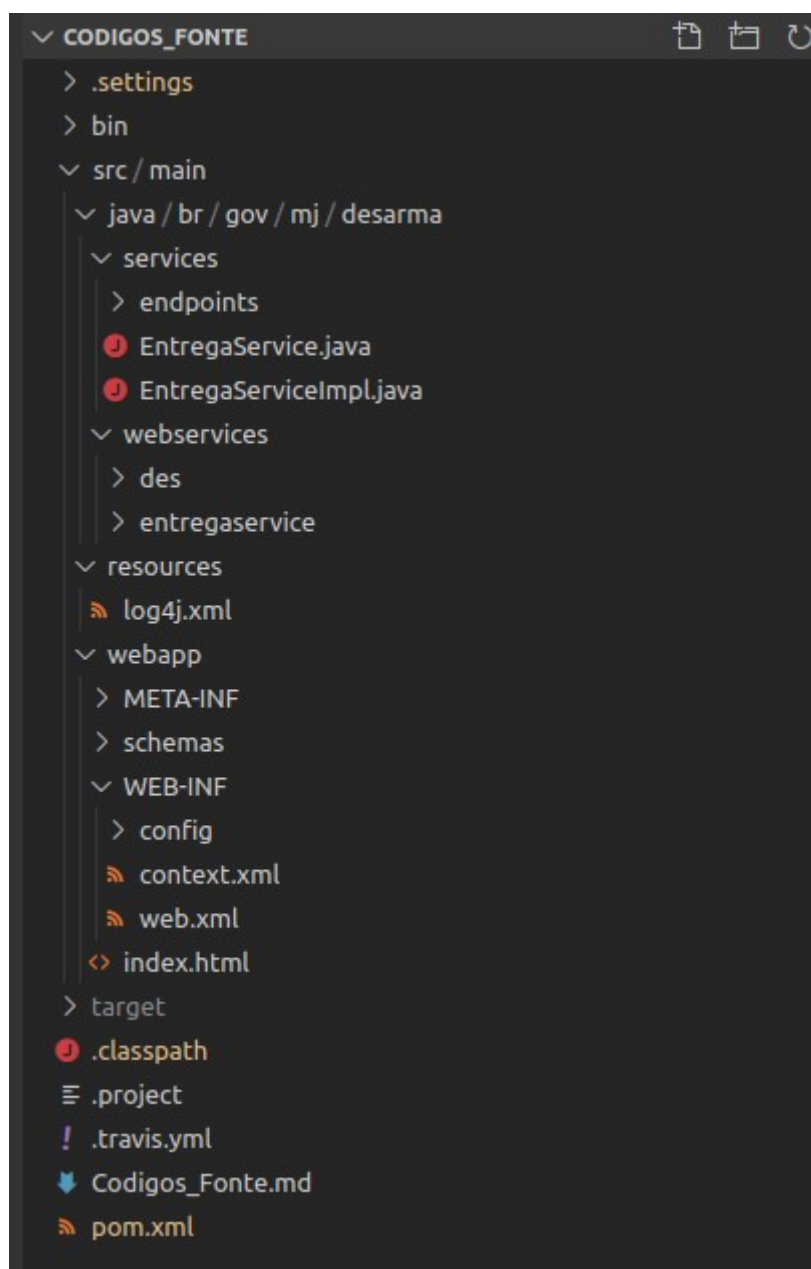 CODIGOS_FONTE
.settings
bin
src / main
java / br / gov / mj / desarma
services
endpoints
J EntregaService.java
J EntregaServiceImpl.java
webservices
des
entregaservice
resources
log4j.xml
webapp
META-INF
schemas
WEB-INF
config
context.xml
web.xml
<> index.html
target
J .classpath
.project
! .travis.yml
Codigos_Fonte.md
pom.xml